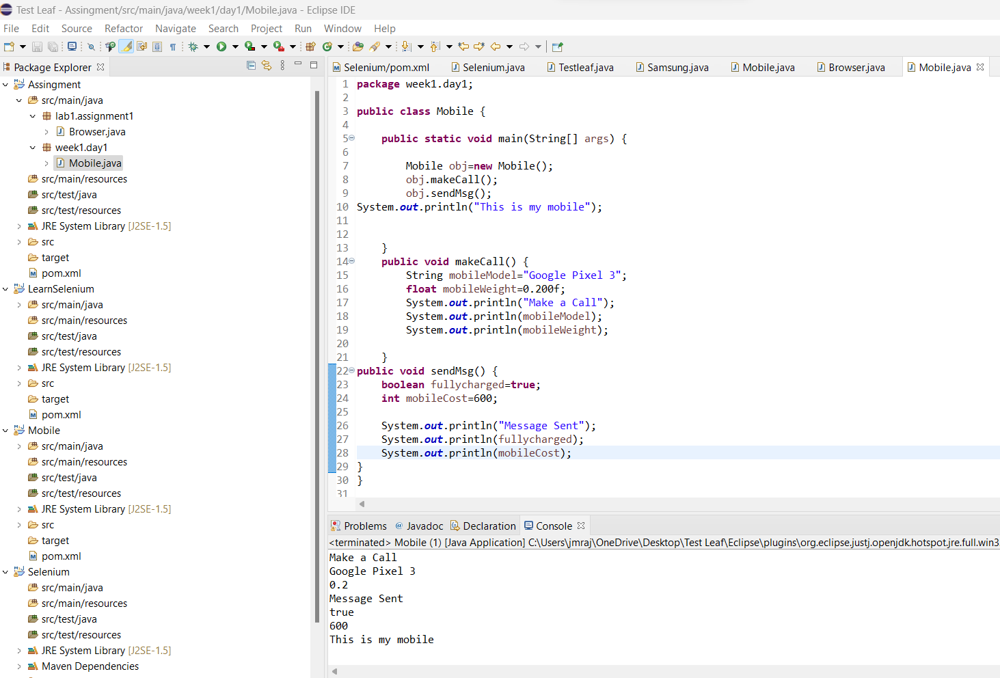 Test Leaf - Assingment/src/main/java/week1/day1/Mobile.java - Eclipse IDE
File Edit Source Refactor Navigate Search Project Run Window Help
Package Explorer
Assingment
src/main/java
lab1.assignment1
Browser.java
week1.day1
Mobile.java
src/main/resources
src/test/java
src/test/resources
JRE System Library [J2SE-1.5]
src
target
pom.xml
LearnSelenium
src/main/java
src/main/resources
src/test/java
src/test/resources
JRE System Library [J2SE-1.5]
src
target
pom.xml
Mobile
src/main/java
src/main/resources
src/test/java
src/test/resources
JRE System Library [J2SE-1.5]
src
target
pom.xml
Selenium
src/main/java
src/main/resources
src/test/java
src/test/resources
JRE System Library [J2SE-1.5]
Maven Dependencies
Selenium/pom.xml Selenium.java Testleaf.java Samsung.java Mobile.java Browser.java Mobile.java
1 package week1.day1;
2
3 public class Mobile {
4
5 public static void main(String[] args) {
6
7 Mobile obj=new Mobile();
8 obj.makeCall();
9 obj.sendMsg();
10 System.out.println("This is my mobile");
11
12
13 }
14 public void makeCall() {
15 String mobileModel="Google Pixel 3";
16 float mobileWeight=0.200f;
17 System.out.println("Make a Call");
18 System.out.println(mobileModel);
19 System.out.println(mobileWeight);
20
21 }
22 public void sendMsg() {
23 boolean fullycharged=true;
24 int mobileCost=600;
25
26 System.out.println("Message Sent");
27 System.out.println(fullycharged);
28 System.out.println(mobileCost);
29 }
30 }
31
Problems Javadoc Declaration Console
<terminated> Mobile (1) [Java Application] C:\Users\jmraj\OneDrive\Desktop\Test Leaf\Eclipse\plugins\org.eclipse.justj.openjdk.hotspot.jre.full.win3
Make a Call
Google Pixel 3
0.2
Message Sent
true
600
This is my mobile